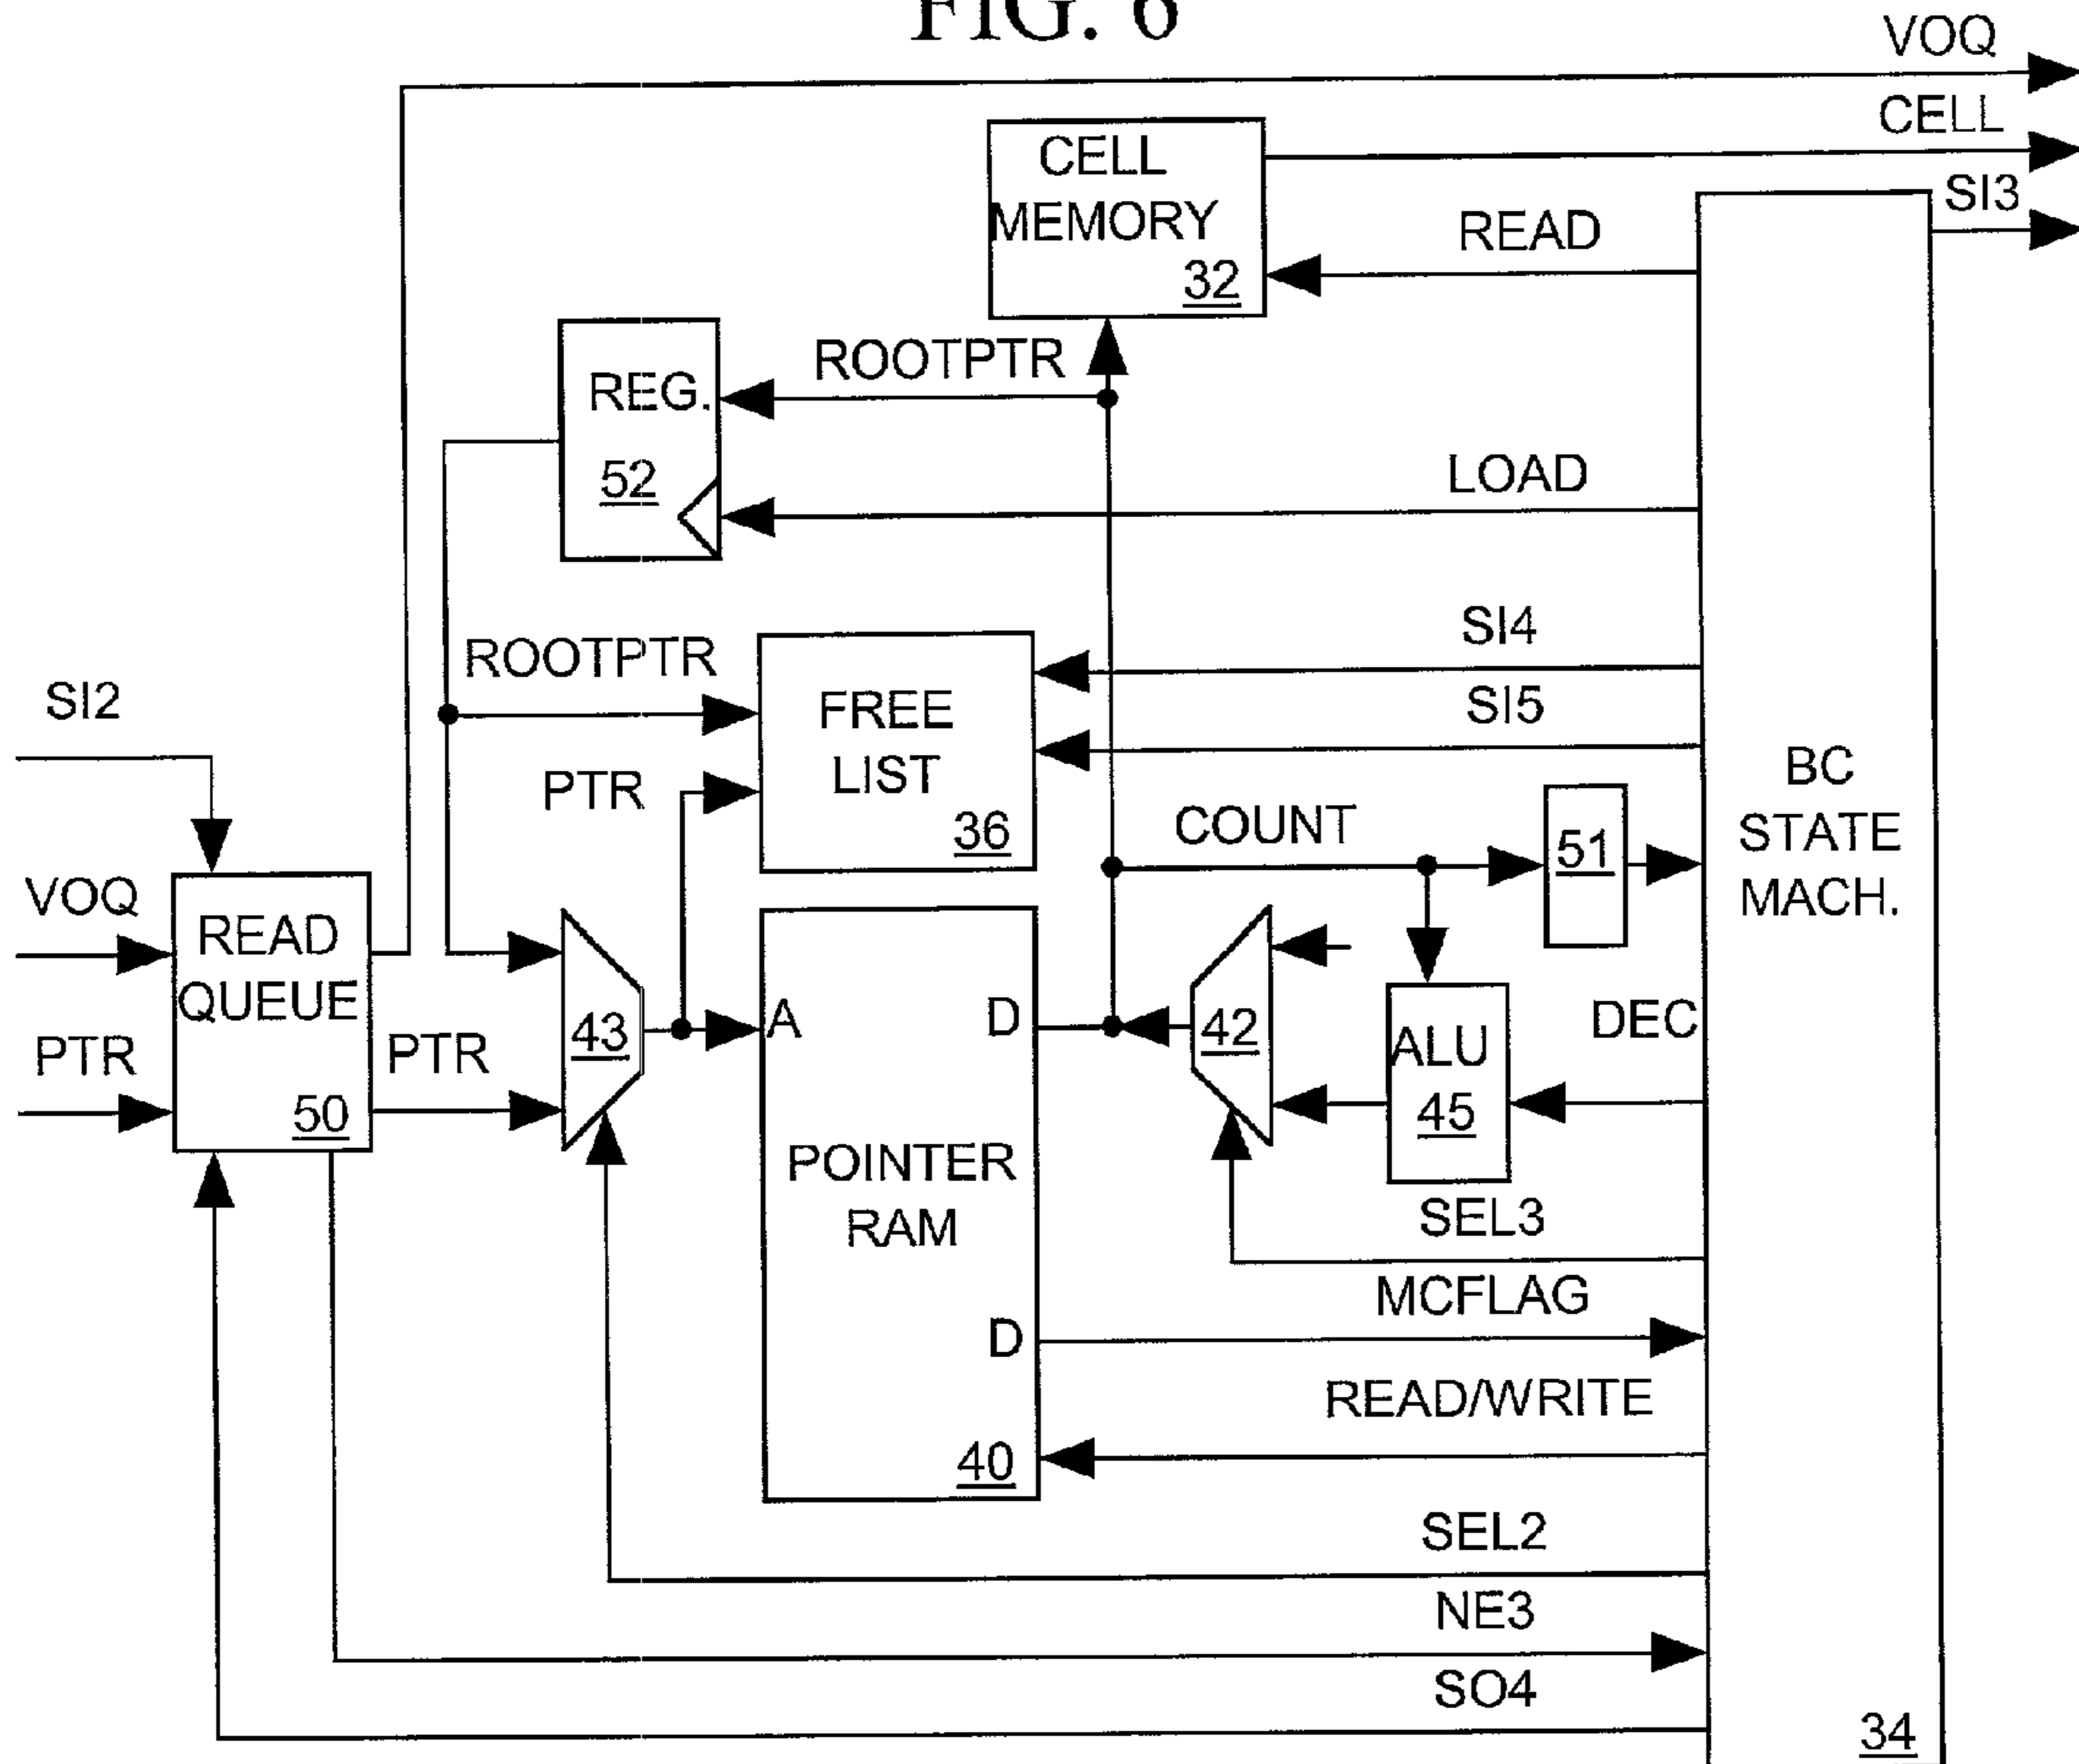 FIG. 6
VOQ
CELL
SI3
CELL
MEMORY
32
READ
ROOTPTR
REG.
52
LOAD
SI4
ROOTPTR
SI5
SI2
FREE
LIST
36
PTR
COUNT
51
BC
STATE
MACH.
VOQ
READ
QUEUE
50
PTR
PTR
43
A
D
42
ALU
45
DEC
POINTER
RAM
SEL3
MCFLAG
D
READ/WRITE
40
SEL2
NE3
SO4
34